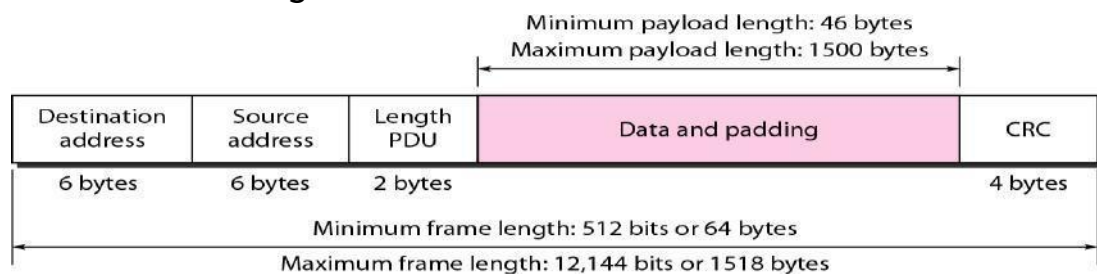 Minimum payload length: 46 bytes
Maximum payload length: 1500 bytes
Destination address
Source address
Length PDU
Data and padding
CRC
6 bytes
6 bytes
2 bytes
4 bytes
Minimum frame length: 512 bits or 64 bytes
Maximum frame length: 12,144 bits or 1518 bytes